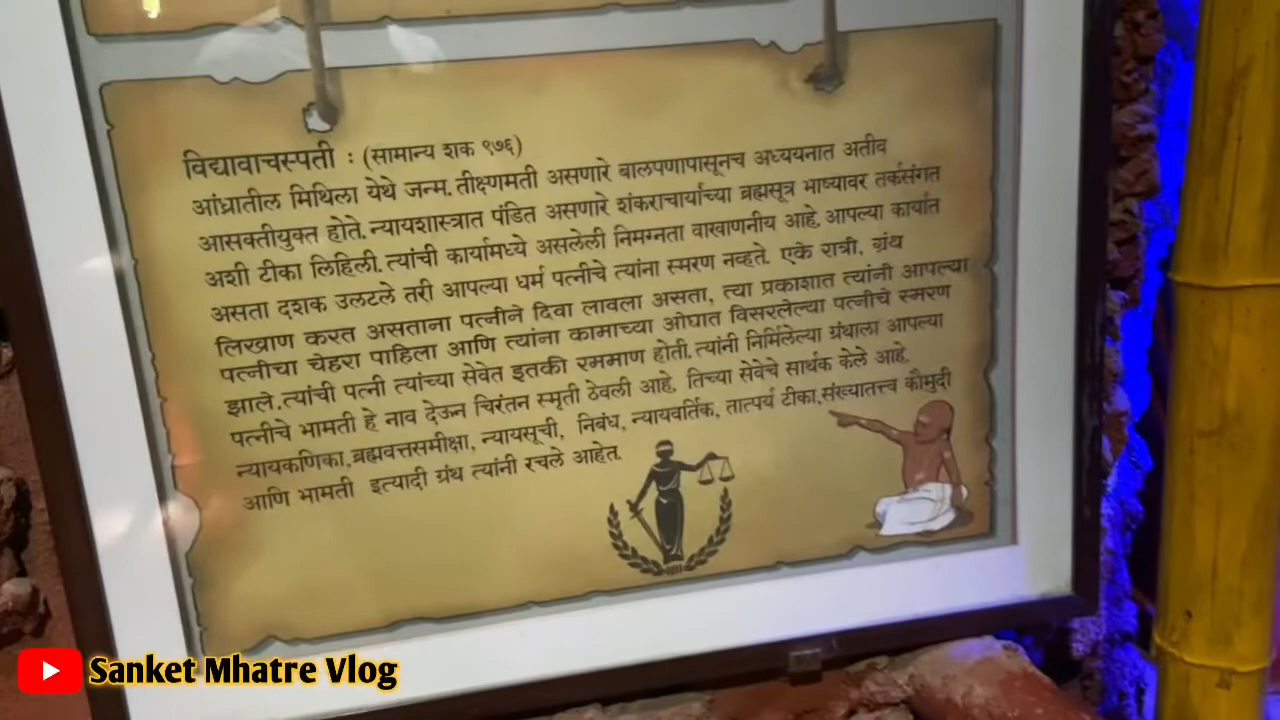 विद्यावाचस्पती : (सामान्य शक ९७६)
आंध्रातील मिथिला येथे जन्म. तीक्ष्णमती असणारे बालपणापासूनच अध्ययनात अतीव
आसक्तीयुक्त होते. न्यायशास्त्रात पंडित असणारे शंकराचार्याच्या ब्रह्मसूत्र भाष्यावर तर्कसंगत
अशी टीका लिहिली. त्यांची कार्यामध्ये असलेली निमग्नता वाखाणनीय आहे. आपल्या कार्यात
असता दशक उलटले तरी आपल्या धर्म पत्नीचे त्यांना स्मरण नव्हते. एके रात्री, ग्रंथ
लिखाण करत असताना पत्नीने दिवा लावला असता, त्या प्रकाशात त्यांनी आपल्या
पत्नीचा चेहरा पाहिला आणि त्यांना कामाच्या ओघात विसरलेल्या पत्नीचे स्मरण
झाले. त्यांची पत्नी त्यांच्या सेवेत इतकी रममाण होती. त्यांनी निर्मिलेल्या ग्रंथाला आपल्या
पत्नीचे भामती हे नाव देऊन चिरंतन स्मृती ठेवली आहे. तिच्या सेवेचे सार्थक केले आहे.
न्यायकणिका, ब्रह्मवत्तसमीक्षा, न्यायसूची, निबंध, न्यायवर्तिक, तात्पर्य टीका, संख्यातत्त्व कौमुदी
आणि भामती इत्यादी ग्रंथ त्यांनी रचले आहेत.
Sanket Mhatre Vlog